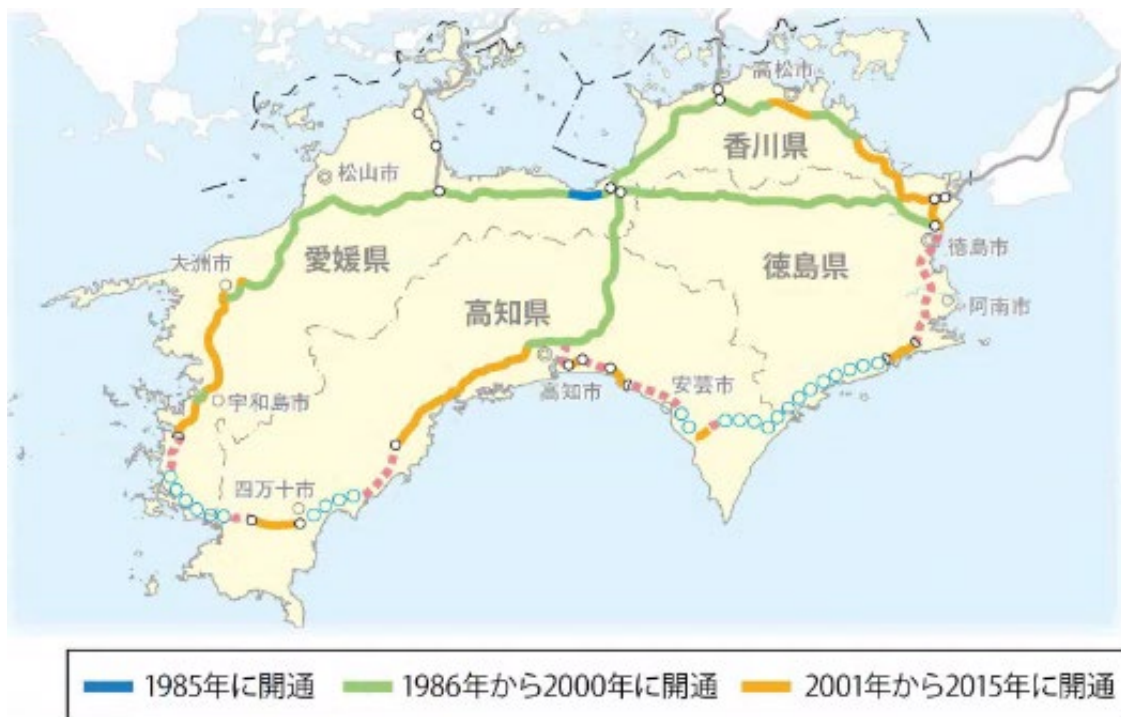 高松市
香川県
松山市
徳島市
大洲市
愛媛県
徳島県
高知県
阿南市
高知市
安芸市
宇和島市
四万十市
1985年に開通
1986年から2000年に開通
2001年から2015年に開通